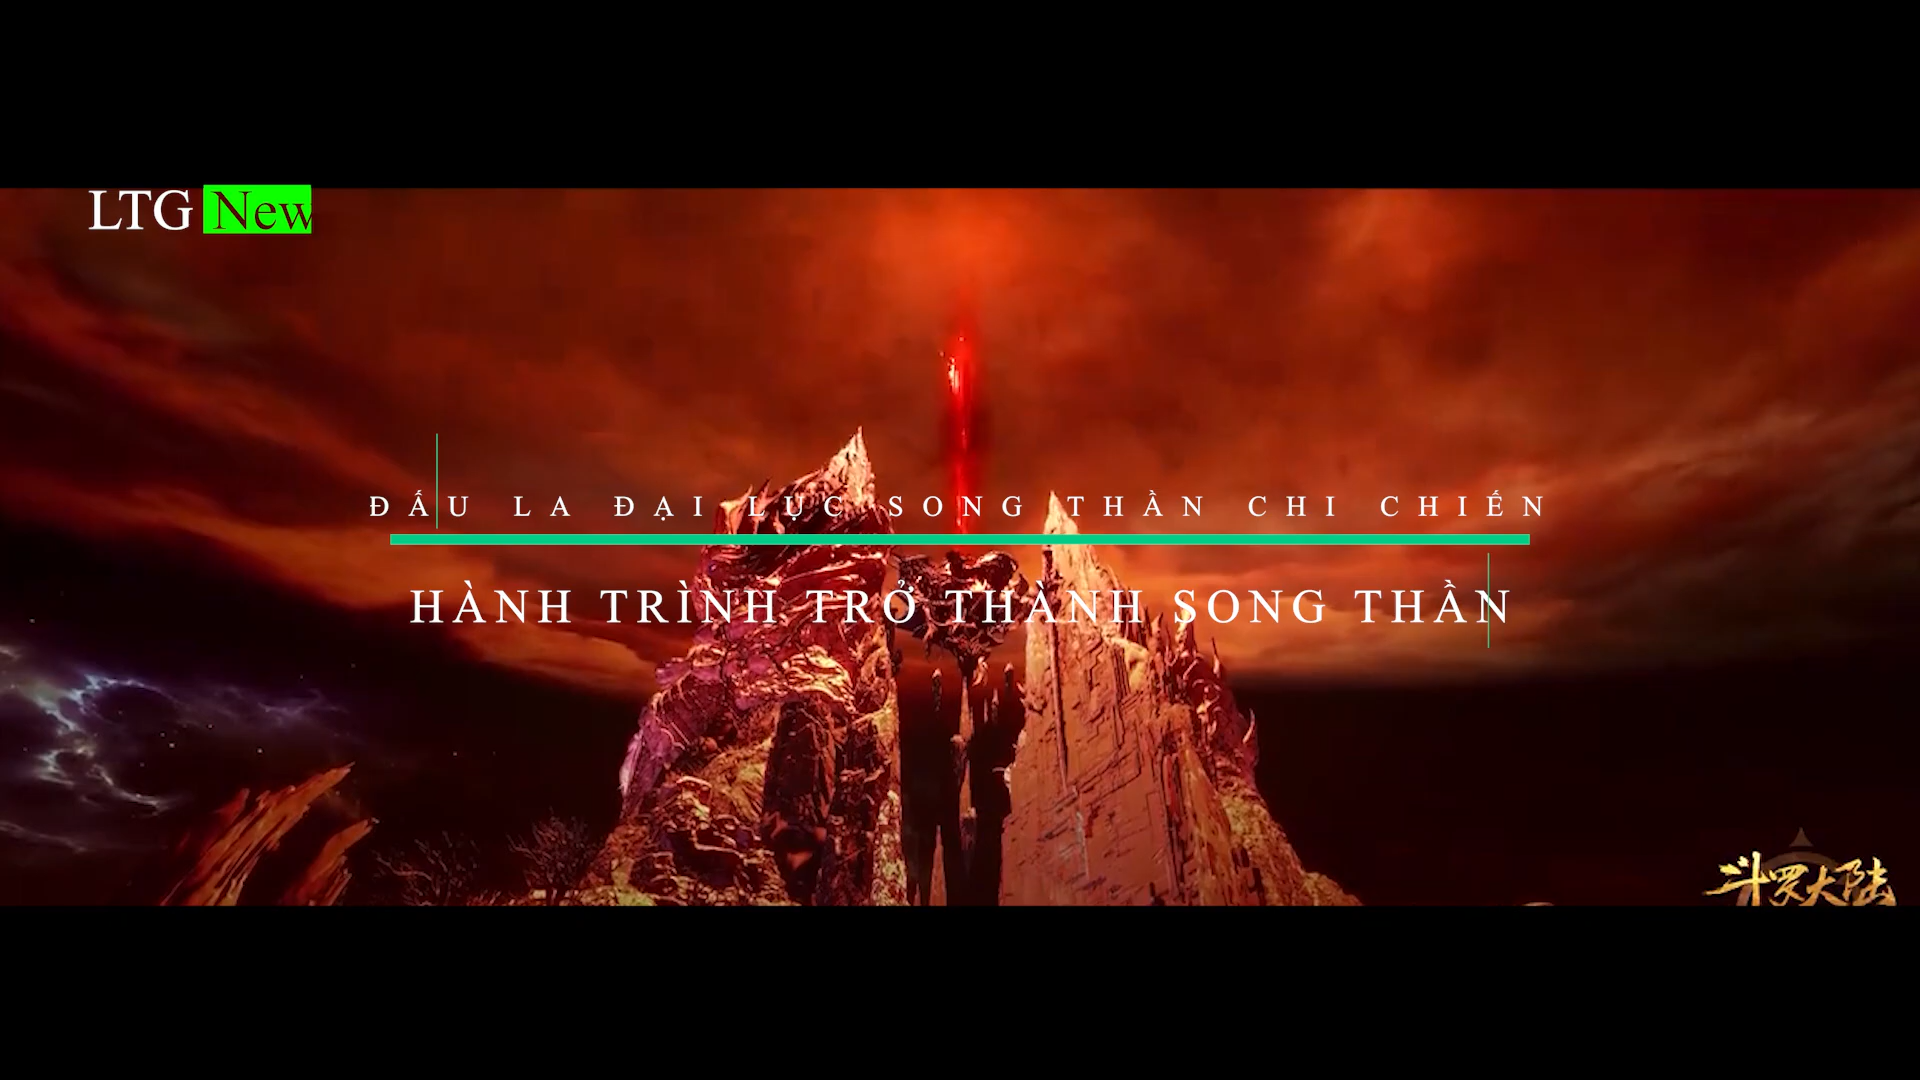 LTG New
ĐẤU LA ĐẠI LỤC SONG THẦN CHI CHIẾN
HÀNH TRÌNH TRỞ THÀNH SONG THẦN
斗罗大陆